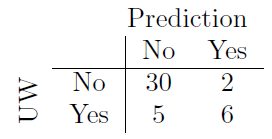 Prediction
No Yes
UW
No 30 2
Yes 5 6